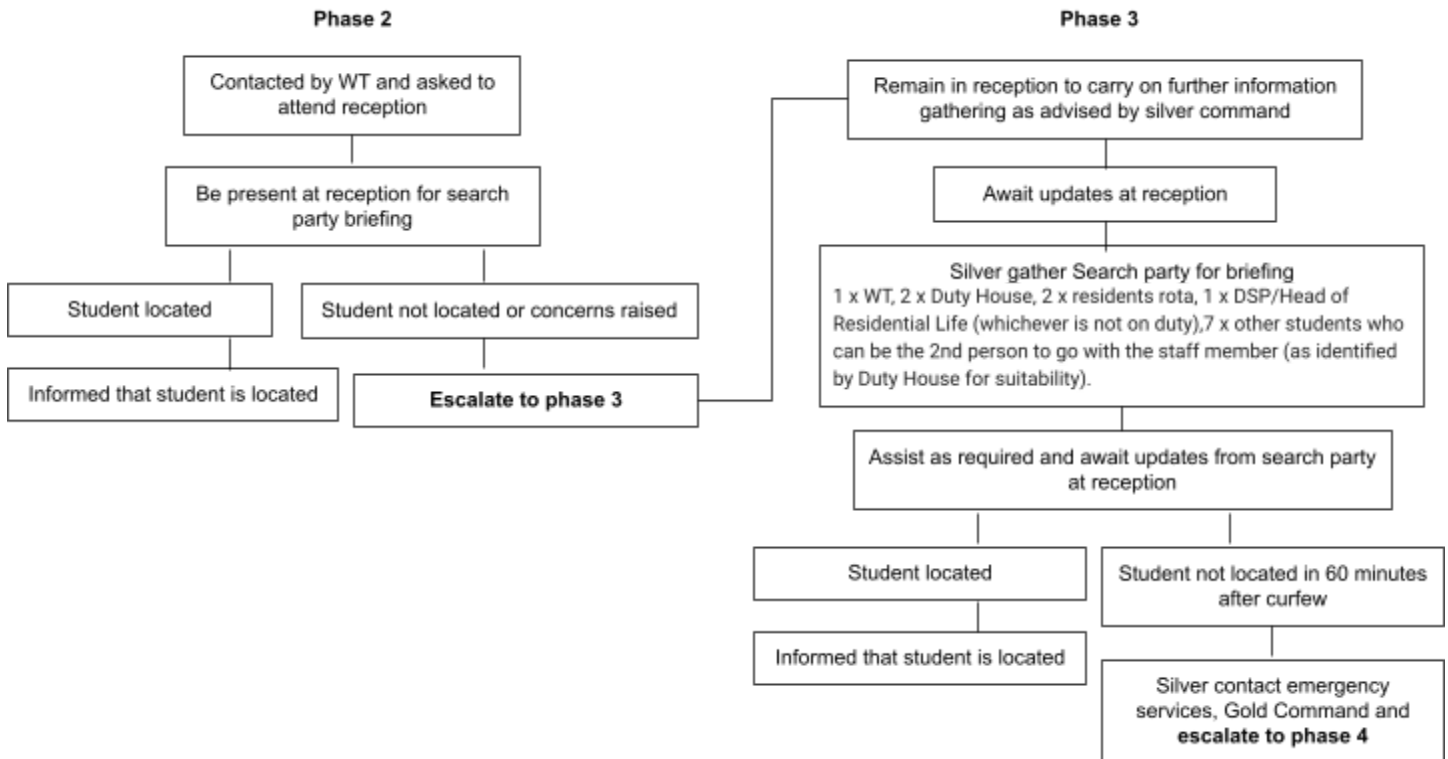 Phase 2
Contacted by WT and asked to
attend reception
Be present at reception for search
party briefing
Student located
Student not located or concerns raised
Informed that student is located
Escalate to phase 3
Phase 3
Remain in reception to carry on further information
gathering as advised by silver command
Await updates at reception
Silver gather Search party for briefing
1 x WT, 2 x Duty House, 2 x residents rota, 1 x DSP/Head of
Residential Life (whichever is not on duty),7 x other students who
can be the 2nd person to go with the staff member (as identified
by Duty House for suitability).
Assist as required and await updates from search party
at reception
Student located
Student not located in 60 minutes
after curfew
Informed that student is located
Silver contact emergency
services, Gold Command and
escalate to phase 4